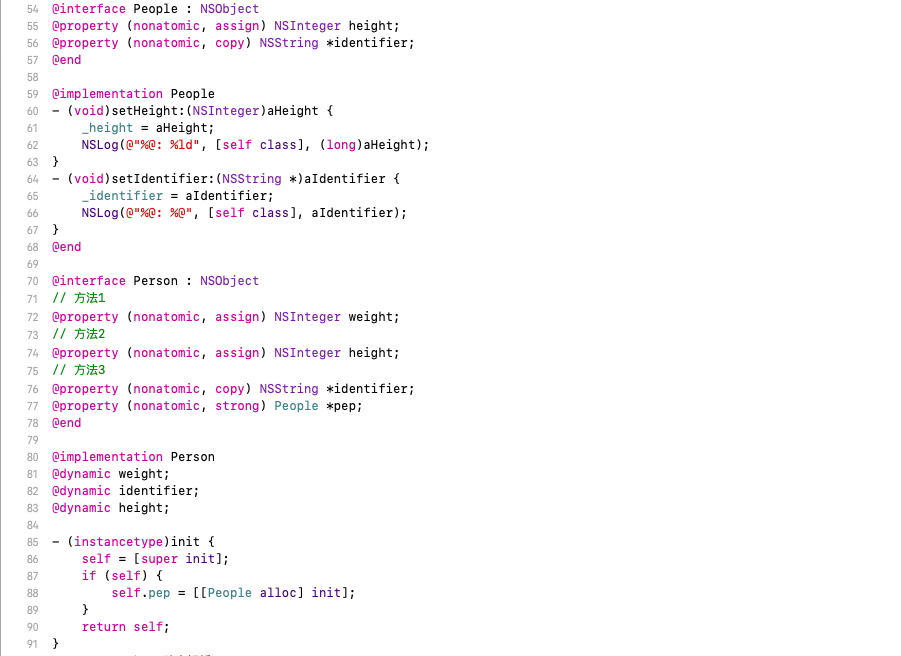 54 @interface People : NSObject
55 @property (nonatomic, assign) NSInteger height;
56 @property (nonatomic, copy) NSString *identifier;
57 @end
58
59 @implementation People
60 - (void)setHeight:(NSInteger)aHeight {
61     _height = aHeight;
62     NSLog(@"%@: %ld", [self class], (long)aHeight);
63 }
64 - (void)setIdentifier:(NSString *)aIdentifier {
65     _identifier = aIdentifier;
66     NSLog(@"%@: %@", [self class], aIdentifier);
67 }
68 @end
69
70 @interface Person : NSObject
71 // 方法1
72 @property (nonatomic, assign) NSInteger weight;
73 // 方法2
74 @property (nonatomic, assign) NSInteger height;
75 // 方法3
76 @property (nonatomic, copy) NSString *identifier;
77 @property (nonatomic, strong) People *pep;
78 @end
79
80 @implementation Person
81 @dynamic weight;
82 @dynamic identifier;
83 @dynamic height;
84
85 - (instancetype)init {
86     self = [super init];
87     if (self) {
88         self.pep = [[People alloc] init];
89     }
90     return self;
91 }